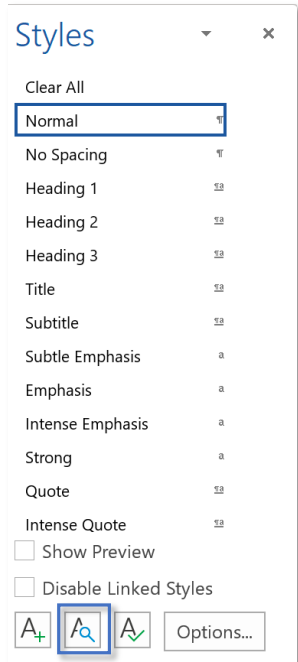 Styles
Clear All
Normal ¶
No Spacing ¶
Heading 1 ¶a
Heading 2 ¶a
Heading 3 ¶a
Title ¶a
Subtitle ¶a
Subtle Emphasis a
Emphasis a
Intense Emphasis a
Strong a
Quote ¶a
Intense Quote ¶a
Show Preview
Disable Linked Styles
A A A Options...